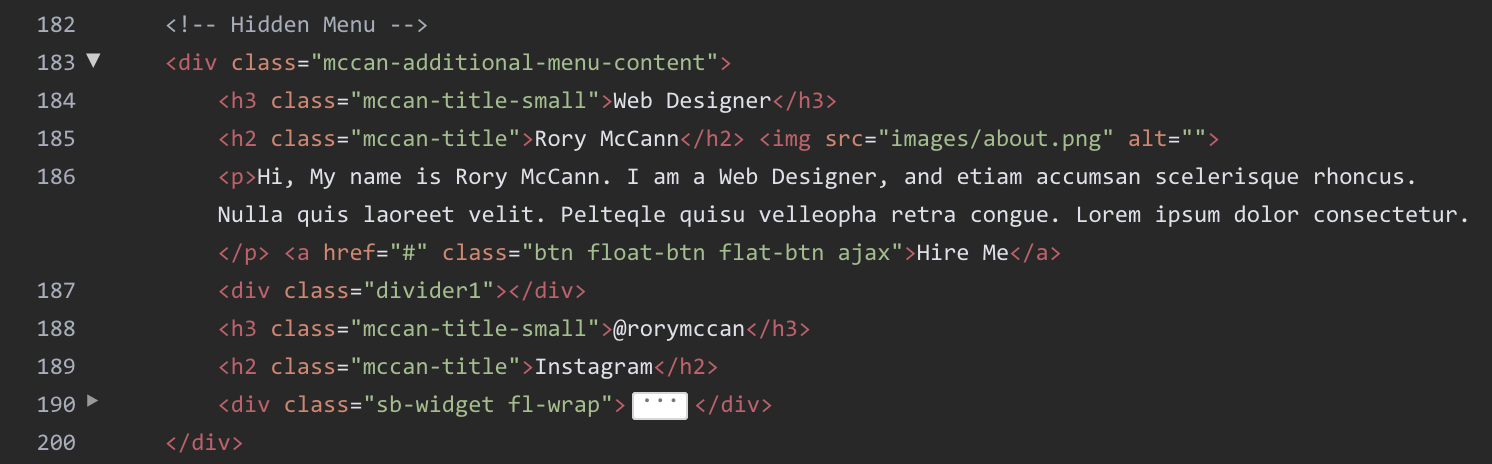 182 <!-- Hidden Menu -->
183 <div class="mccan-additional-menu-content">
184 <h3 class="mccan-title-small">Web Designer</h3>
185 <h2 class="mccan-title">Rory McCann</h2> <img src="images/about.png" alt="">
186 <p>Hi, My name is Rory McCann. I am a Web Designer, and etiam accumsan scelerisque rhoncus.
Nulla quis laoreet velit. Pelteqle quisu velleopha retra congue. Lorem ipsum dolor consectetur.
</p> <a href="#" class="btn float-btn flat-btn ajax">Hire Me</a>
187 <div class="divider1"></div>
188 <h3 class="mccan-title-small">@rorymccan</h3>
189 <h2 class="mccan-title">Instagram</h2>
190 <div class="sb-widget fl-wrap">...</div>
200 </div>